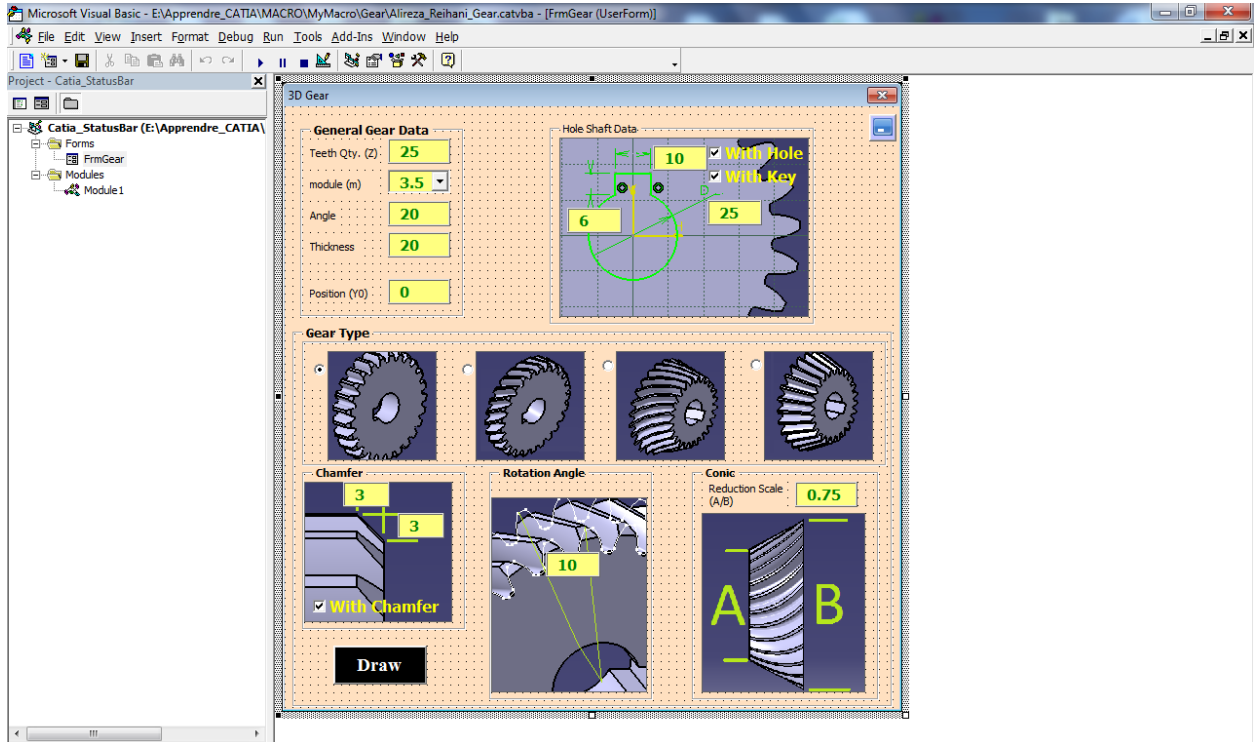 Microsoft Visual Basic - E:\Apprendre_CATIA\MACRO\MyMacro\Gear\Alireza_Reihani_Gear.catvba - [FrmGear (UserForm)]
File Edit View Insert Format Debug Run Tools Add-Ins Window Help
Project - Catia_StatusBar
Catia_StatusBar (E:\Apprendre_CATIA\
Forms
FrmGear
Modules
Module1
3D Gear
General Gear Data
Teeth Qty. (Z) 25
module (m) 3.5
Angle 20
Thickness 20
Position (Y0) 0
Hole Shaft Data
10 With Hole
With Key
D
6 25
Gear Type
Chamfer
3
3
With Chamfer
Draw
Rotation Angle
10
Conic
Reduction Scale
(A/B) 0.75
A B